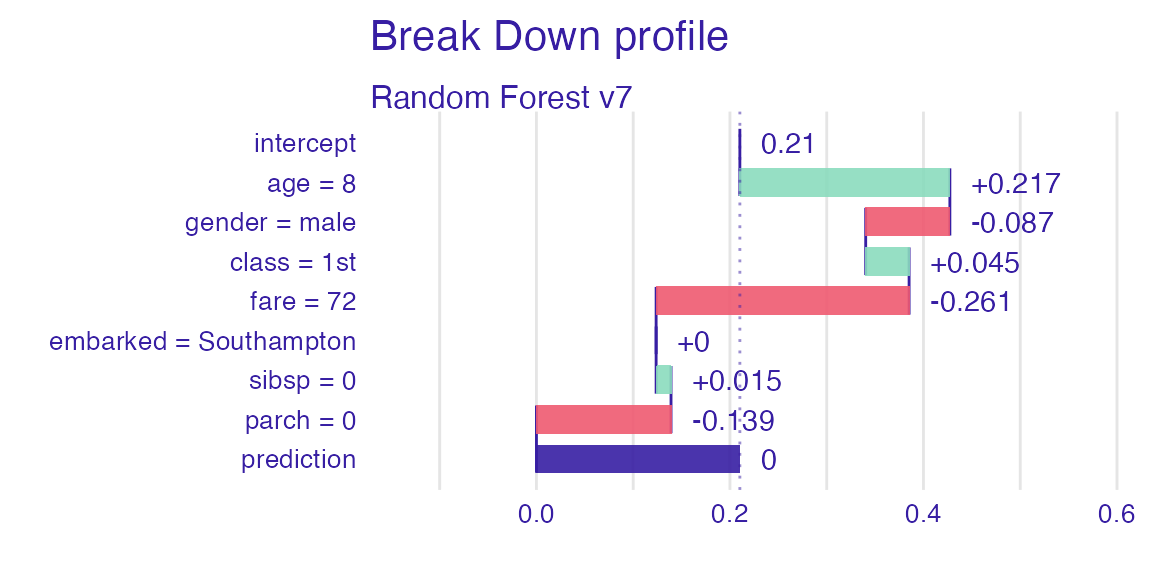 Break Down profile
Random Forest v7
intercept 0.21
age = 8 +0.217
gender = male -0.087
class = 1st +0.045
fare = 72 -0.261
embarked = Southampton +0
sibsp = 0 +0.015
parch = 0 -0.139
prediction 0
0.0 0.2 0.4 0.6